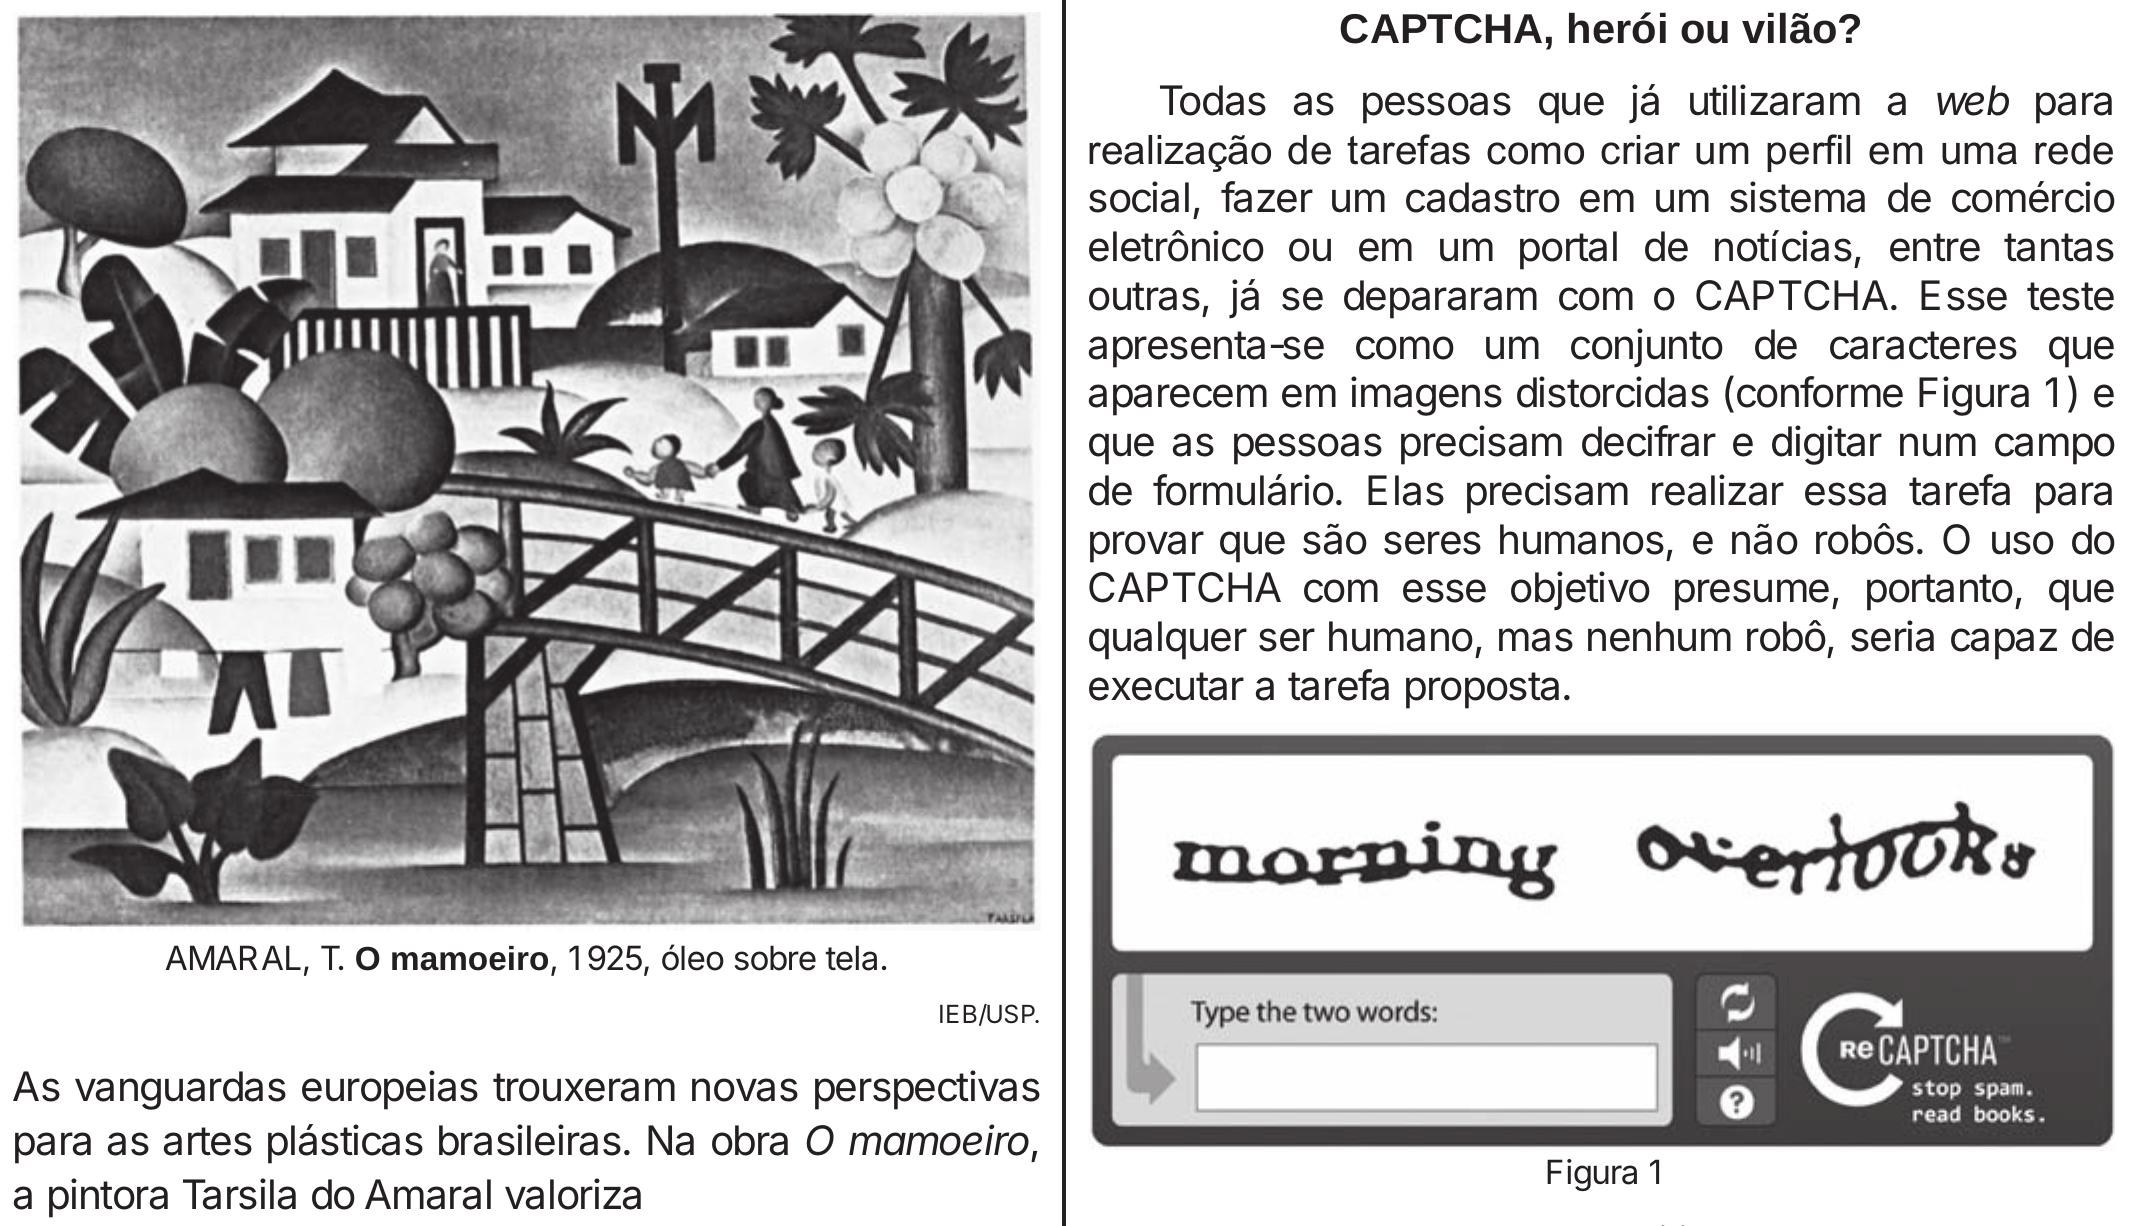 TARSILA
AMARAL, T. O mamoeiro, 1925, óleo sobre tela.
IEB/USP.
As vanguardas europeias trouxeram novas perspectivas
para as artes plásticas brasileiras. Na obra O mamoeiro,
a pintora Tarsila do Amaral valoriza
CAPTCHA, herói ou vilão?
Todas as pessoas que já utilizaram a web para
realização de tarefas como criar um perfil em uma rede
social, fazer um cadastro em um sistema de comércio
eletrônico ou em um portal de notícias, entre tantas
outras, já se depararam com o CAPTCHA. Esse teste
apresenta-se como um conjunto de caracteres que
aparecem em imagens distorcidas (conforme Figura 1) e
que as pessoas precisam decifrar e digitar num campo
de formulário. Elas precisam realizar essa tarefa para
provar que são seres humanos, e não robôs. O uso do
CAPTCHA com esse objetivo presume, portanto, que
qualquer ser humano, mas nenhum robô, seria capaz de
executar a tarefa proposta.
morning overlooks
Type the two words:
ReCAPTCHA™
stop spam.
read books.
Figura 1